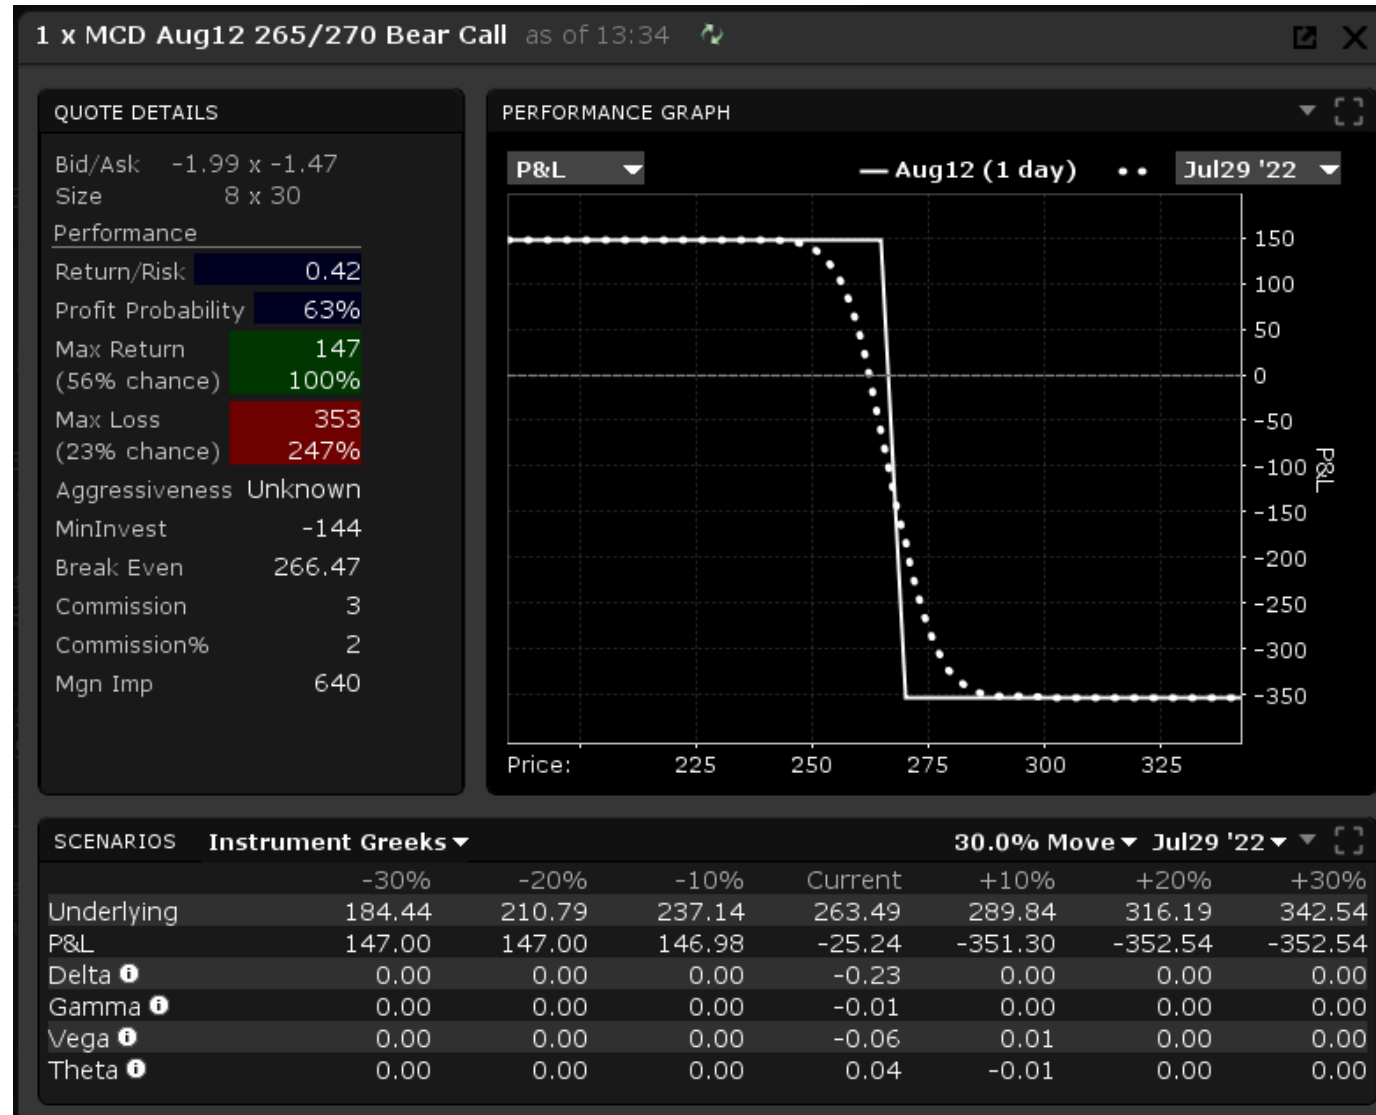 1 x MCD Aug12 265/270 Bear Call as of 13:34
QUOTE DETAILS
Bid/Ask -1.99 x -1.47
Size 8 x 30
Performance
Return/Risk 0.42
Profit Probability 63%
Max Return 147
(56% chance) 100%
Max Loss 353
(23% chance) 247%
Aggressiveness Unknown
MinInvest -144
Break Even 266.47
Commission 3
Commission% 2
Mgn Imp 640
PERFORMANCE GRAPH
P&L Aug12 (1 day) Jul29 '22
150
100
50
0
-50
-100
-150
-200
-250
-300
-350
P&L
Price: 225 250 275 300 325
SCENARIOS Instrument Greeks 30.0% Move Jul29 '22
-30% -20% -10% Current +10% +20% +30%
Underlying 184.44 210.79 237.14 263.49 289.84 316.19 342.54
P&L 147.00 147.00 146.98 -25.24 -351.30 -352.54 -352.54
Delta 0.00 0.00 0.00 -0.23 0.00 0.00 0.00
Gamma 0.00 0.00 0.00 -0.01 0.00 0.00 0.00
Vega 0.00 0.00 0.00 -0.06 0.01 0.00 0.00
Theta 0.00 0.00 0.00 0.04 -0.01 0.00 0.00